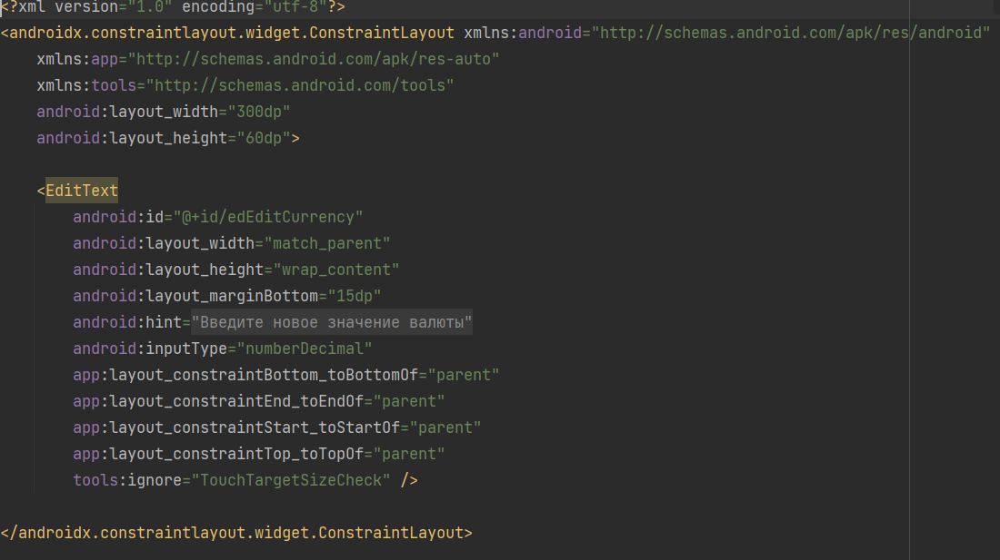 <?xml version="1.0" encoding="utf-8"?>
<androidx.constraintlayout.widget.ConstraintLayout xmlns:android="http://schemas.android.com/apk/res/android"
    xmlns:app="http://schemas.android.com/apk/res-auto"
    xmlns:tools="http://schemas.android.com/tools"
    android:layout_width="300dp"
    android:layout_height="60dp">

    <EditText
        android:id="@+id/edEditCurrency"
        android:layout_width="match_parent"
        android:layout_height="wrap_content"
        android:layout_marginBottom="15dp"
        android:hint="Введите новое значение валюты"
        android:inputType="numberDecimal"
        app:layout_constraintBottom_toBottomOf="parent"
        app:layout_constraintEnd_toEndOf="parent"
        app:layout_constraintStart_toStartOf="parent"
        app:layout_constraintTop_toTopOf="parent"
        tools:ignore="TouchTargetSizeCheck" />

</androidx.constraintlayout.widget.ConstraintLayout>